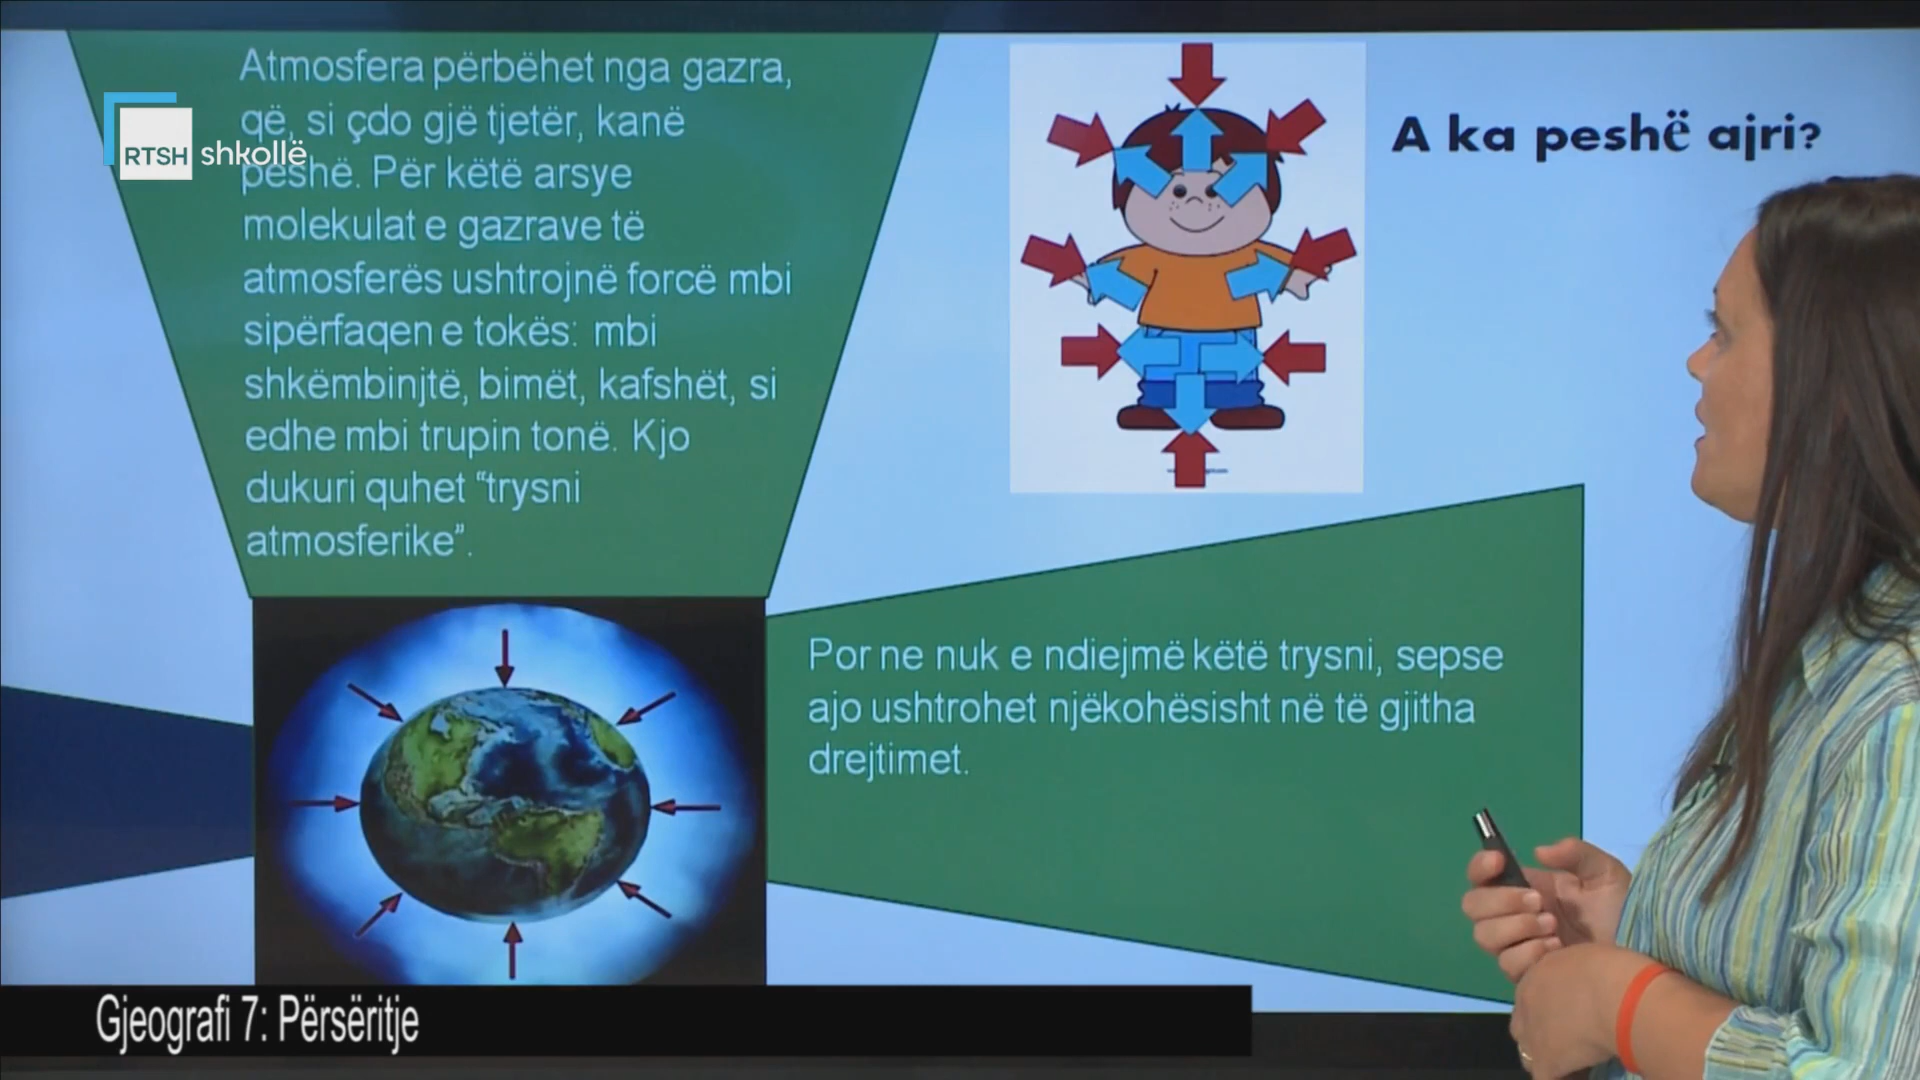 Atmosfera përbëhet nga gazra,
që, si çdo gjë tjetër, kanë
peshë. Për këtë arsye
molekulat e gazrave të
atmosferës ushtrojnë forcë mbi
sipërfaqen e tokës: mbi
shkëmbinjtë, bimët, kafshët, si
edhe mbi trupin tonë. Kjo
dukuri quhet “trysni
atmosferike”.
RTSH shkollë
A ka peshë ajri?
Por ne nuk e ndiejmë këtë trysni, sepse
ajo ushtrohet njëkohësisht në të gjitha
drejtimet.
Gjeografi 7: Përsëritje